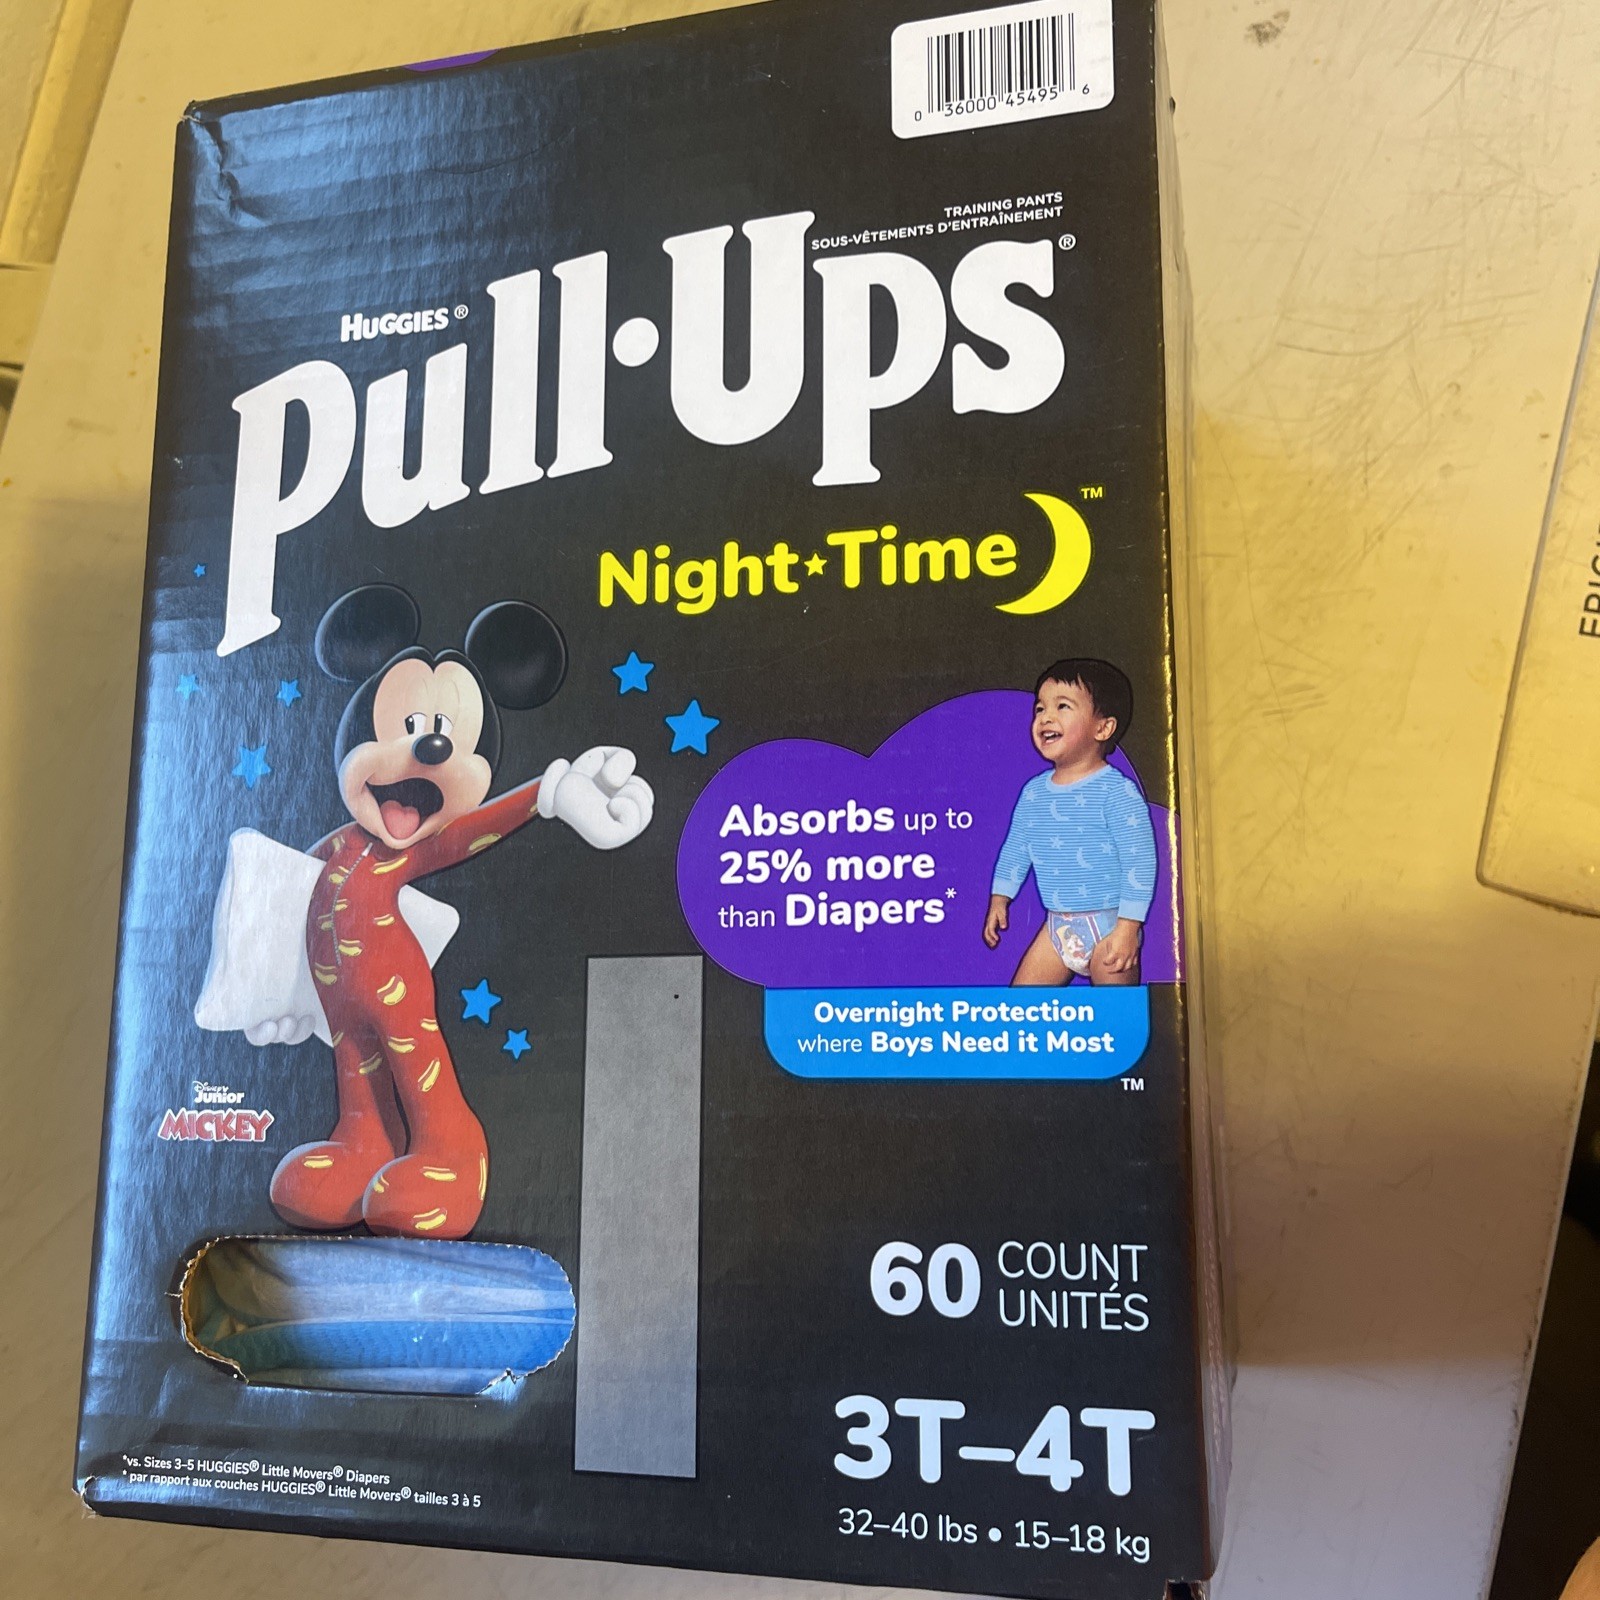 0 36000 45495 6
TRAINING PANTS
SOUS-VÊTEMENTS D'ENTRAÎNEMENT
HUGGIES®
Pull·Ups®
Night★Time™
Absorbs up to
25% more
than Diapers*
Overnight Protection
where Boys Need it Most
™
Disney
Junior
MICKEY
60 COUNT
UNITÉS
3T–4T
32–40 lbs • 15–18 kg
*vs. Sizes 3–5 HUGGIES® Little Movers® Diapers
*par rapport aux couches HUGGIES® Little Movers® tailles 3 à 5